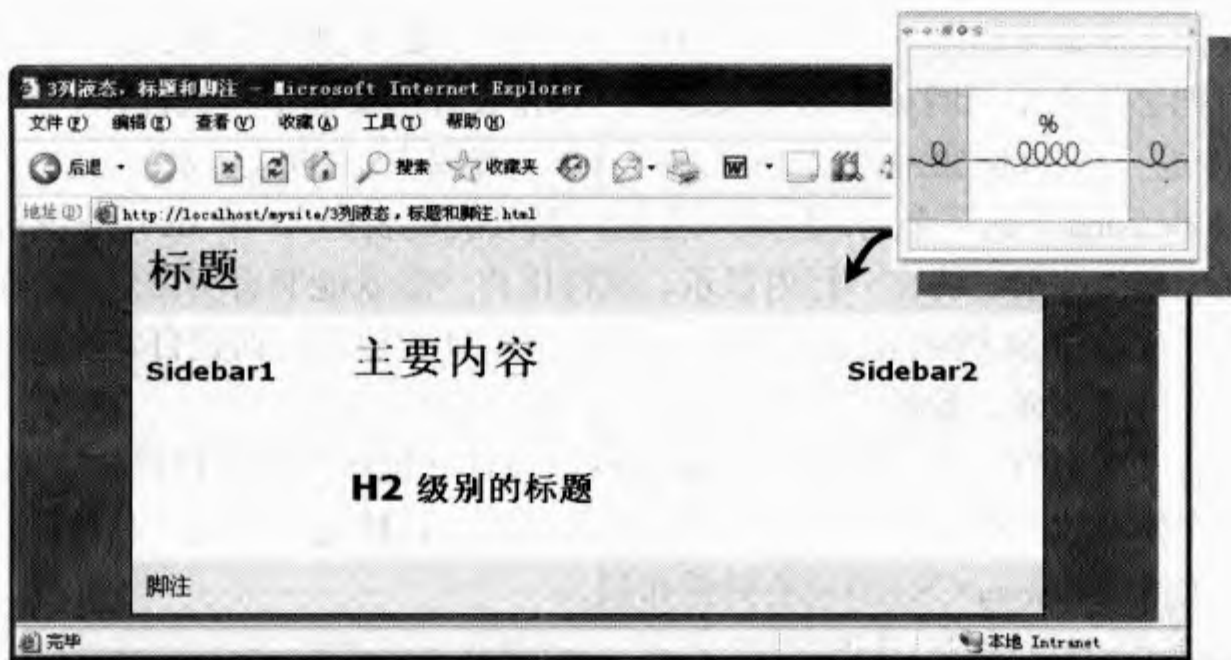 3列液态，标题和脚注 - Microsoft Internet Explorer
文件(F) 编辑(E) 查看(V) 收藏(A) 工具(T) 帮助(H)
后退 搜索 收藏夹
地址(D) http://localhost/mysite/3列液态，标题和脚注.html
%
标题
主要内容
Sidebar1
Sidebar2
H2 级别的标题
脚注
完毕 本地 Intranet